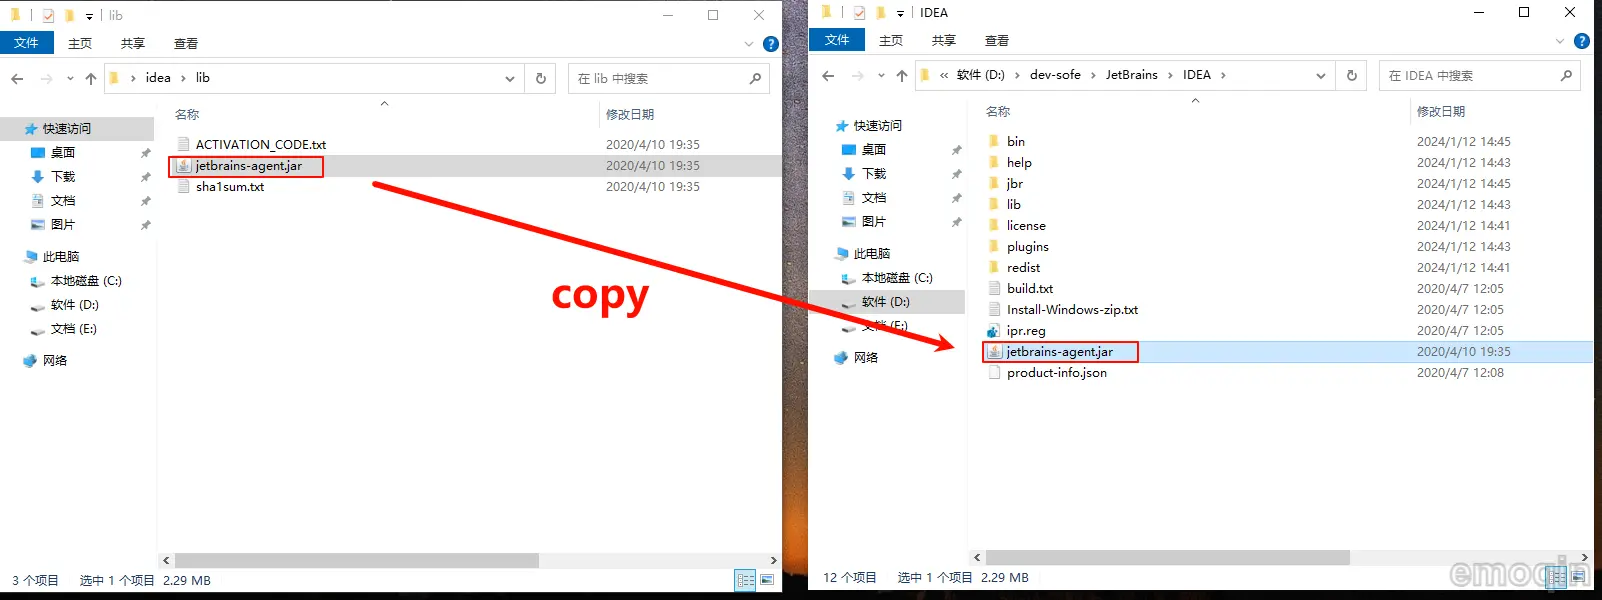 lib
文件 主页 共享 查看
idea › lib
在 lib 中搜索
名称 修改日期
快速访问
桌面
下载
文档
图片
此电脑
本地磁盘 (C:)
软件 (D:)
文档 (E:)
网络
ACTIVATION_CODE.txt 2020/4/10 19:35
jetbrains-agent.jar 2020/4/10 19:35
sha1sum.txt 2020/4/10 19:35
3 个项目 选中 1 个项目 2.29 MB
copy
IDEA
文件 主页 共享 查看
« 软件 (D:) › dev-sofe › JetBrains › IDEA ›
在 IDEA 中搜索
名称 修改日期
快速访问
桌面
下载
文档
图片
此电脑
本地磁盘 (C:)
软件 (D:)
文档 (E:)
网络
bin 2024/1/12 14:45
help 2024/1/12 14:43
jbr 2024/1/12 14:45
lib 2024/1/12 14:43
license 2024/1/12 14:41
plugins 2024/1/12 14:43
redist 2024/1/12 14:41
build.txt 2020/4/7 12:05
Install-Windows-zip.txt 2020/4/7 12:05
ipr.reg 2020/4/7 12:05
jetbrains-agent.jar 2020/4/10 19:35
product-info.json 2020/4/7 12:08
12 个项目 选中 1 个项目 2.29 MB
emoqin